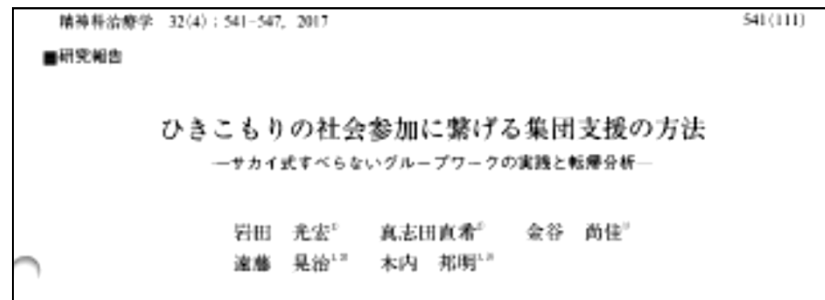 精神科治療学 32(4):541-547, 2017 541(111)
■研究報告
ひきこもりの社会参加に繋げる集団支援の方法
―サカイ式すべらないグループワークの実践と転帰分析―
岩田 光宏 真志田直希 金谷 尚佳
遠藤 晃治 木内 邦明